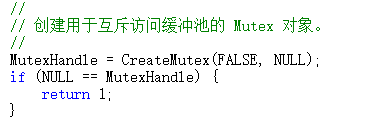 //
// 创建用于互斥访问缓冲池的 Mutex 对象。
//
MutexHandle = CreateMutex(FALSE, NULL);
if (NULL == MutexHandle) {
    return 1;
}